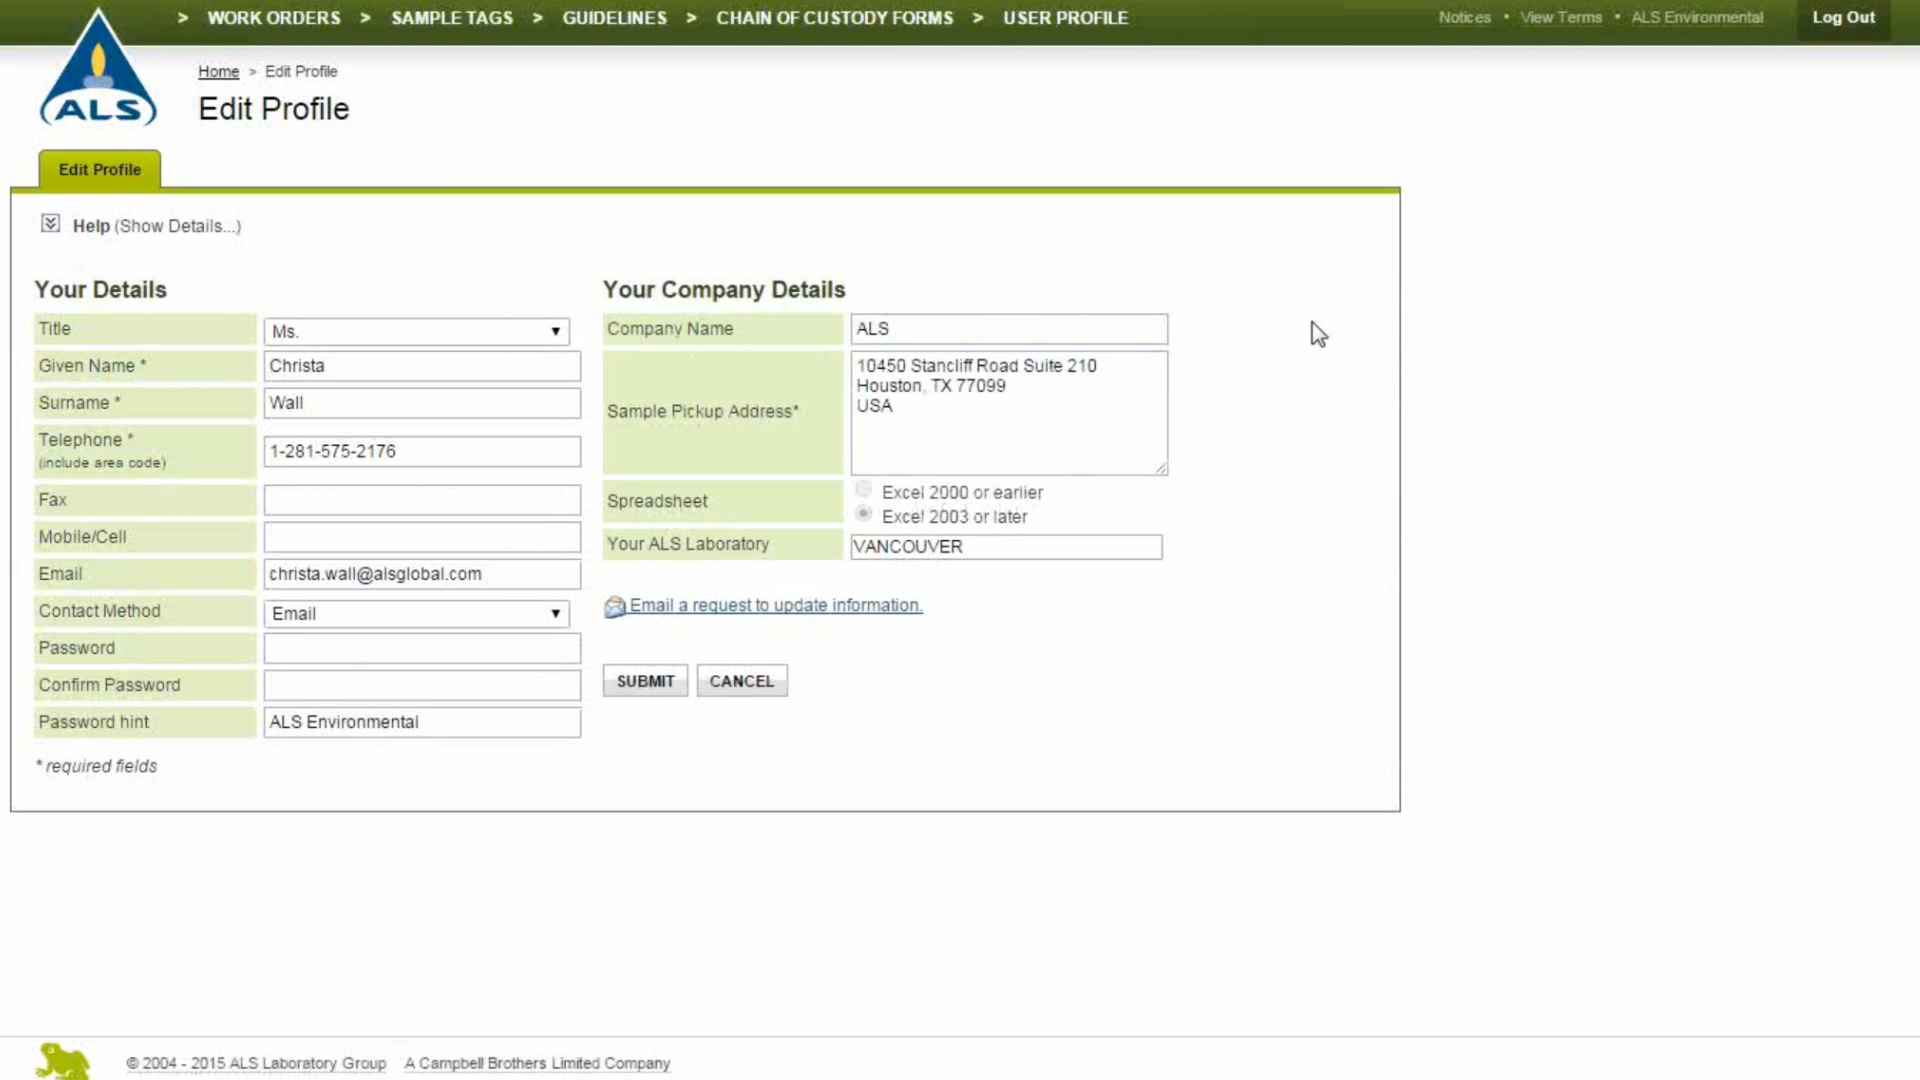 > WORK ORDERS > SAMPLE TAGS > GUIDELINES > CHAIN OF CUSTODY FORMS > USER PROFILE
Notices • View Terms • ALS Environmental
Log Out
ALS
Home > Edit Profile
Edit Profile
Edit Profile
Help (Show Details...)
Your Details
Title Ms.
Given Name * Christa
Surname * Wall
Telephone * 1-281-575-2176
(include area code)
Fax
Mobile/Cell
Email christa.wall@alsglobal.com
Contact Method Email
Password
Confirm Password
Password hint ALS Environmental
* required fields
Your Company Details
Company Name ALS
Sample Pickup Address*
10450 Stancliff Road Suite 210
Houston, TX 77099
USA
Spreadsheet
Excel 2000 or earlier
Excel 2003 or later
Your ALS Laboratory VANCOUVER
Email a request to update information.
SUBMIT CANCEL
© 2004 - 2015 ALS Laboratory Group A Campbell Brothers Limited Company